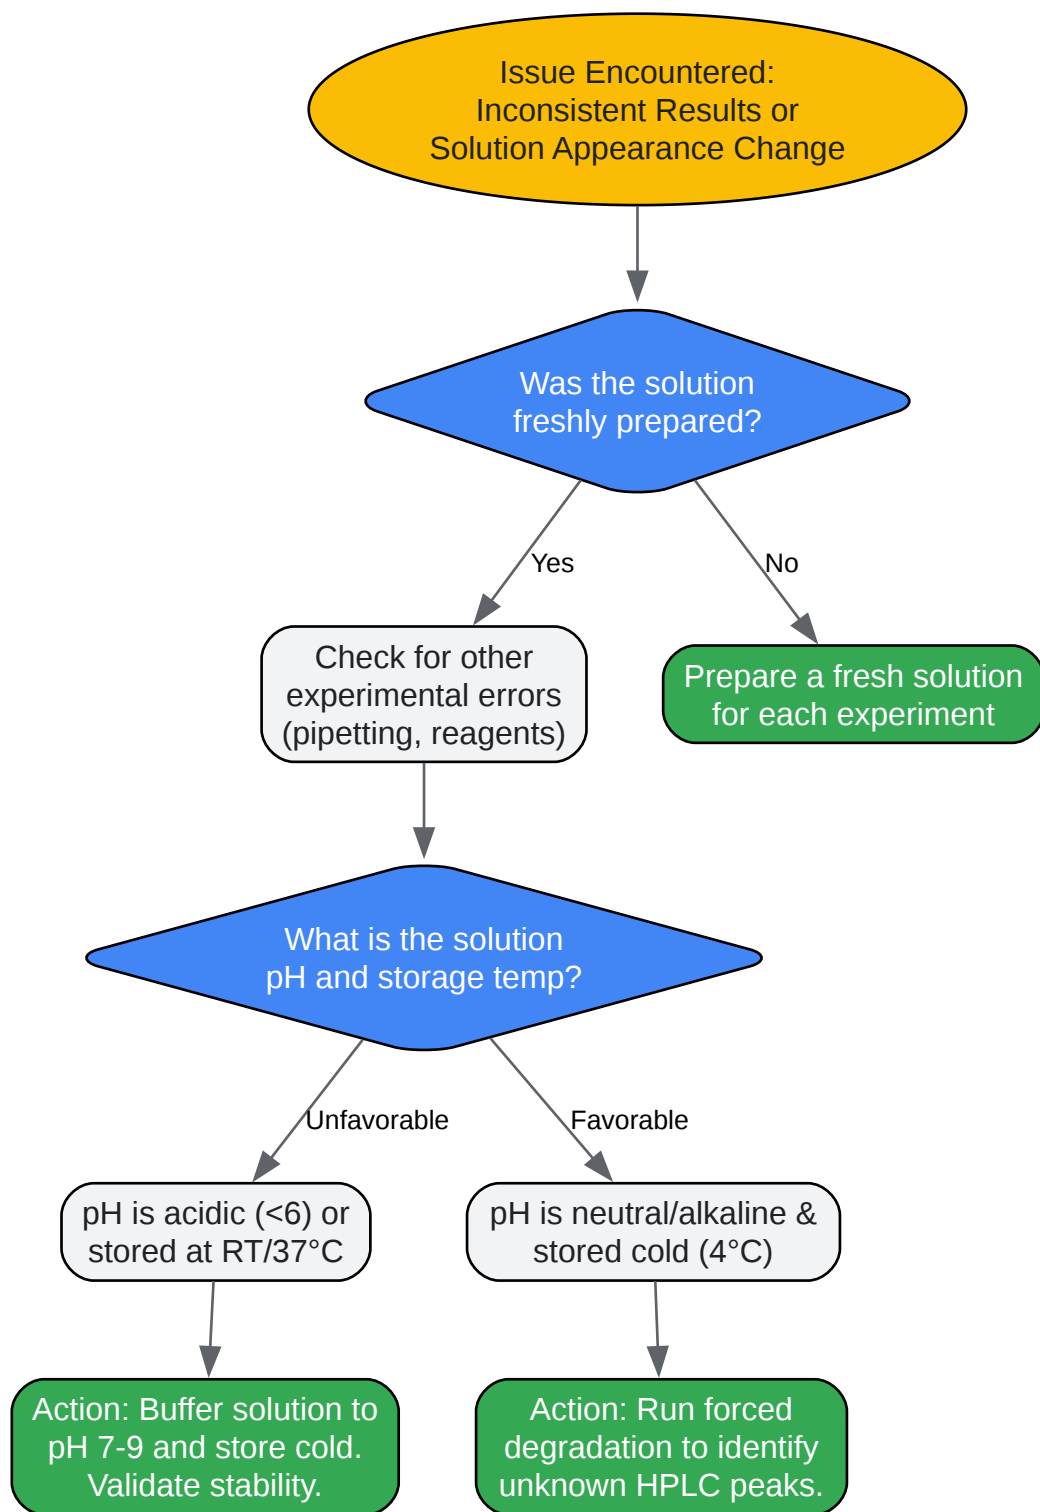 Issue Encountered:
Inconsistent Results or
Solution Appearance Change
Was the solution
freshly prepared?
Yes
No
Check for other
experimental errors
(pipetting, reagents)
Prepare a fresh solution
for each experiment
What is the solution
pH and storage temp?
Unfavorable
Favorable
pH is acidic (<6) or
stored at RT/37°C
pH is neutral/alkaline &
stored cold (4°C)
Action: Buffer solution to
pH 7-9 and store cold.
Validate stability.
Action: Run forced
degradation to identify
unknown HPLC peaks.